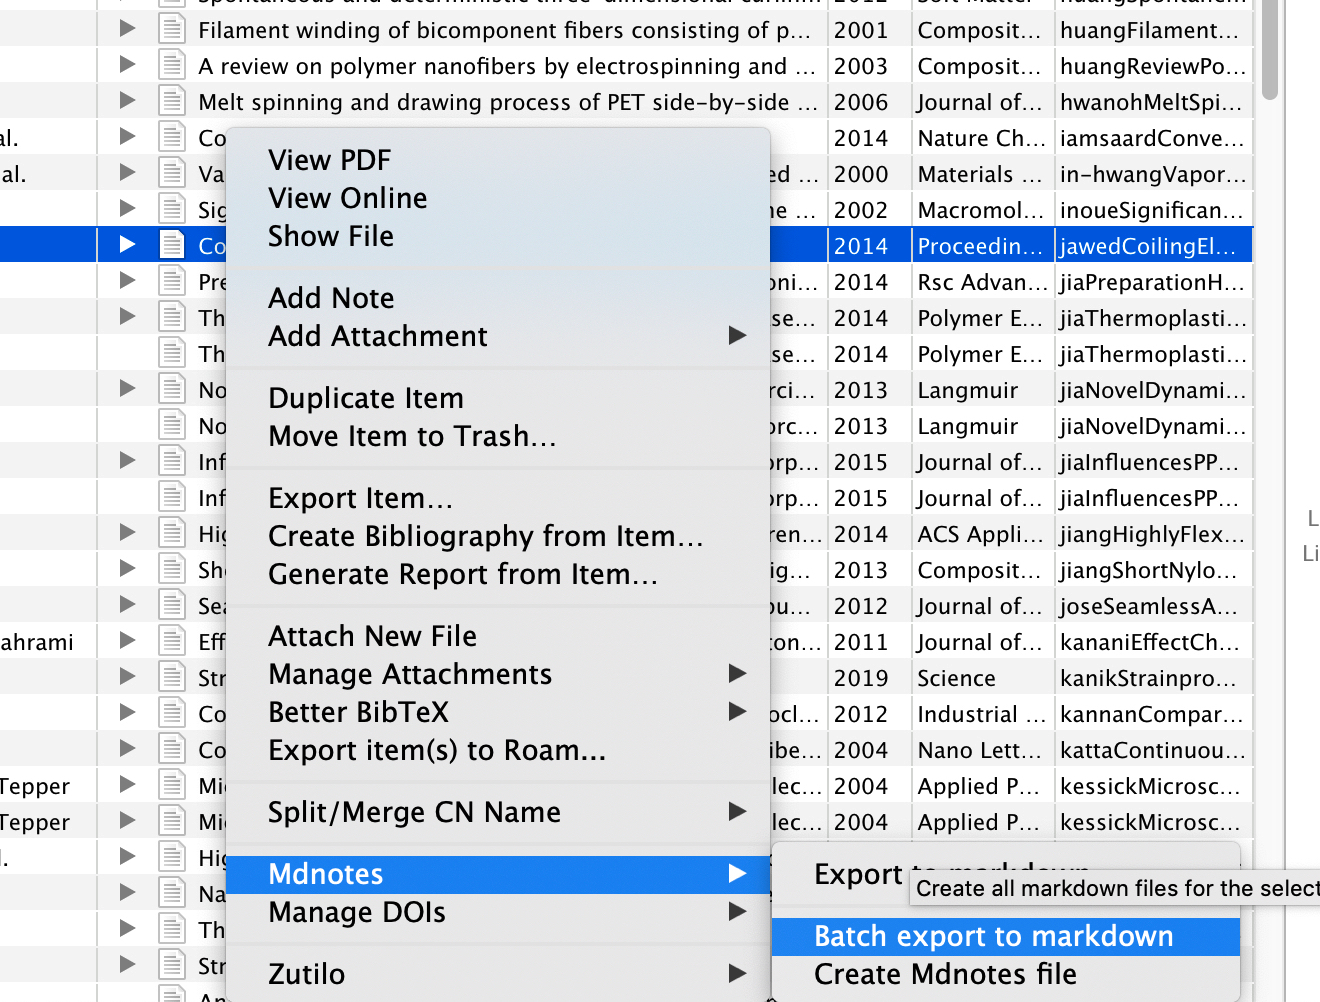 Filament winding of bicomponent fibers consisting of p... 2001 Composit... huangFilament...
A review on polymer nanofibers by electrospinning and ... 2003 Composit... huangReviewPo...
Melt spinning and drawing process of PET side-by-side ... 2006 Journal of... hwanohMeltSpi...
al. Co 2014 Nature Ch... iamsaardConve...
al. Va ed ... 2000 Materials ... in-hwangVapor...
Sig ne ... 2002 Macromol... inoueSignifican...
Co 2014 Proceedin... jawedCoilingEl...
Pre oni... 2014 Rsc Advan... jiaPreparationH...
Th se... 2014 Polymer E... jiaThermoplasti...
Th se... 2014 Polymer E... jiaThermoplasti...
No rci... 2013 Langmuir jiaNovelDynami...
No orc... 2013 Langmuir jiaNovelDynami...
Inf orp... 2015 Journal of... jiaInfluencesPP...
Inf orp... 2015 Journal of... jiaInfluencesPP...
Hig ren... 2014 ACS Appli... jiangHighlyFlex...
Sho ig... 2013 Composit... jiangShortNylo...
Sea ou... 2012 Journal of... joseSeamlessA...
ahrami Eff ton... 2011 Journal of... kananiEffectCh...
Str 2019 Science kanikStrainpro...
Co ocl... 2012 Industrial ... kannanCompar...
Co ibe... 2004 Nano Lett... kattaContinuou...
Tepper Mi lec... 2004 Applied P... kessickMicrosc...
Tepper Mi lec... 2004 Applied P... kessickMicrosc...
Hig
Na
Th
Str
View PDF
View Online
Show File
Add Note
Add Attachment
Duplicate Item
Move Item to Trash...
Export Item...
Create Bibliography from Item...
Generate Report from Item...
Attach New File
Manage Attachments
Better BibTeX
Export item(s) to Roam...
Split/Merge CN Name
Mdnotes
Manage DOIs
Zutilo
Export to markdown
Create all markdown files for the select
Batch export to markdown
Create Mdnotes file
L
Li